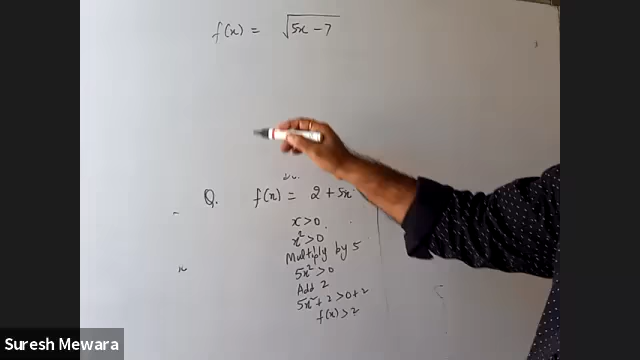 f(x) = √5x - 7
Q. f(x) = 2 + 5x²
x > 0
x² > 0
Multiply by 5
5x² > 0
Add 2
5x² + 2 > 0 + 2
f(x) > 2
Suresh Mewara